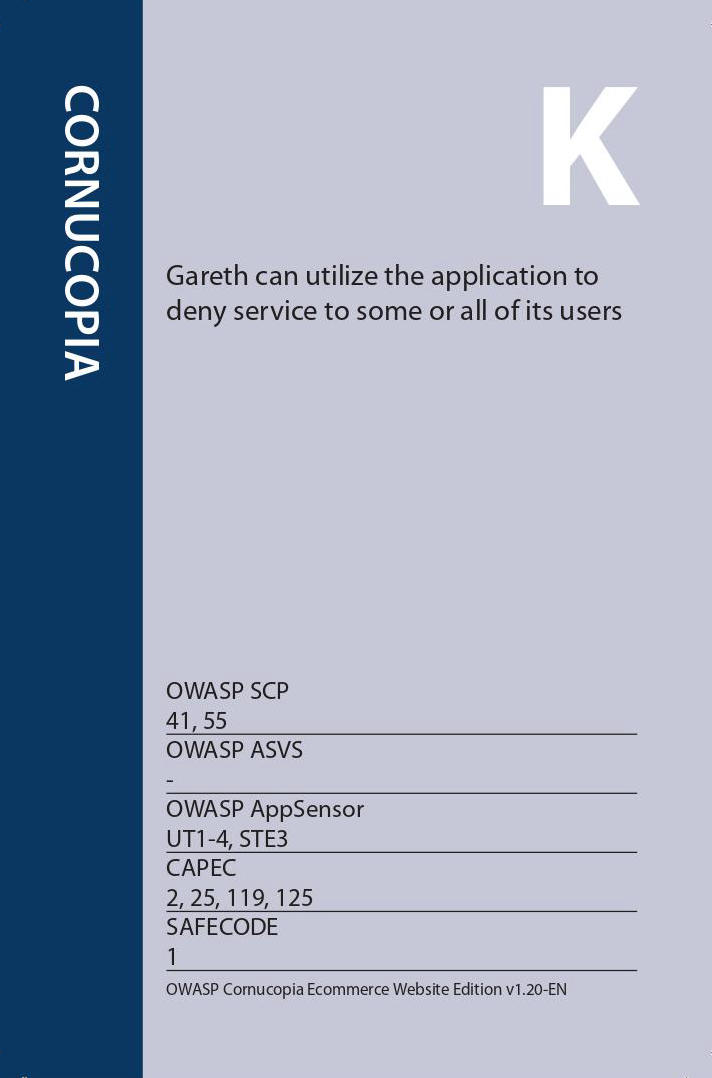 CORNUCOPIA
K
Gareth can utilize the application to
deny service to some or all of its users
OWASP SCP
41, 55
OWASP ASVS
-
OWASP AppSensor
UT1-4, STE3
CAPEC
2, 25, 119, 125
SAFECODE
1
OWASP Cornucopia Ecommerce Website Edition v1.20-EN